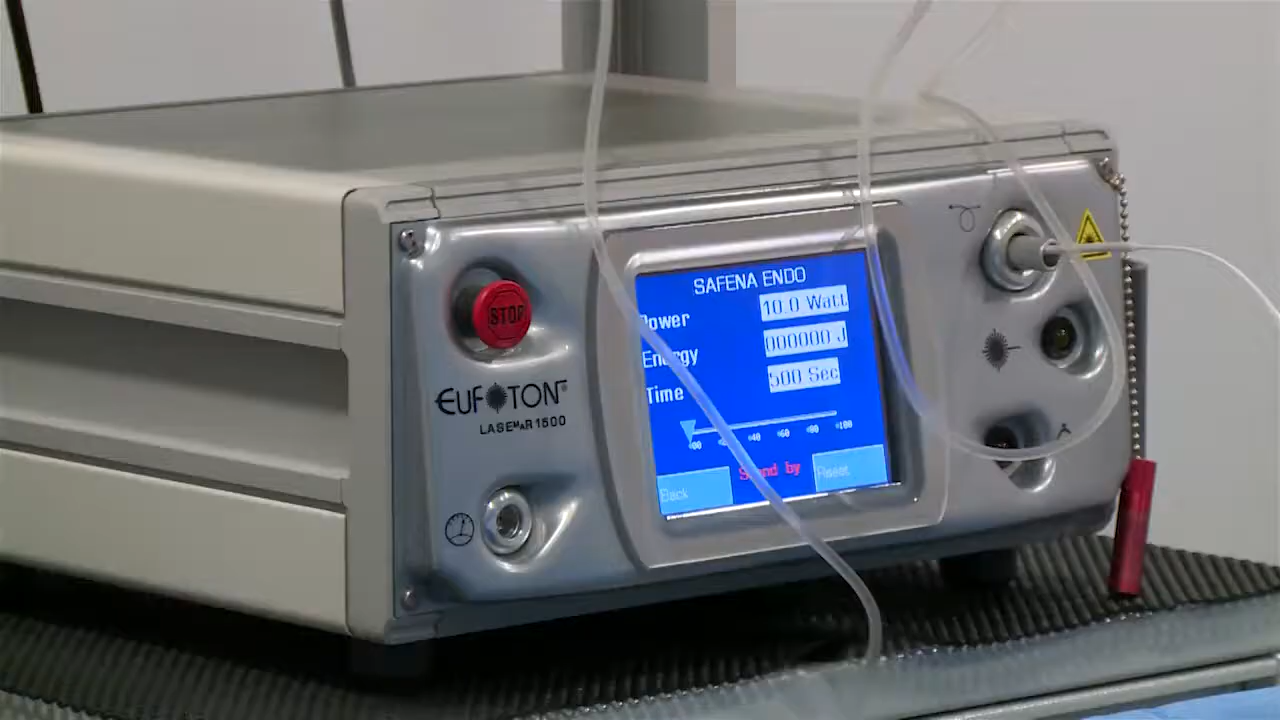 STOP
EUFOTON®
LASEMAR 1500
SAFENA ENDO
Power 10.0 Watt
Energy 000000 J
Time 500 Sec
Stand by
Back
Reset